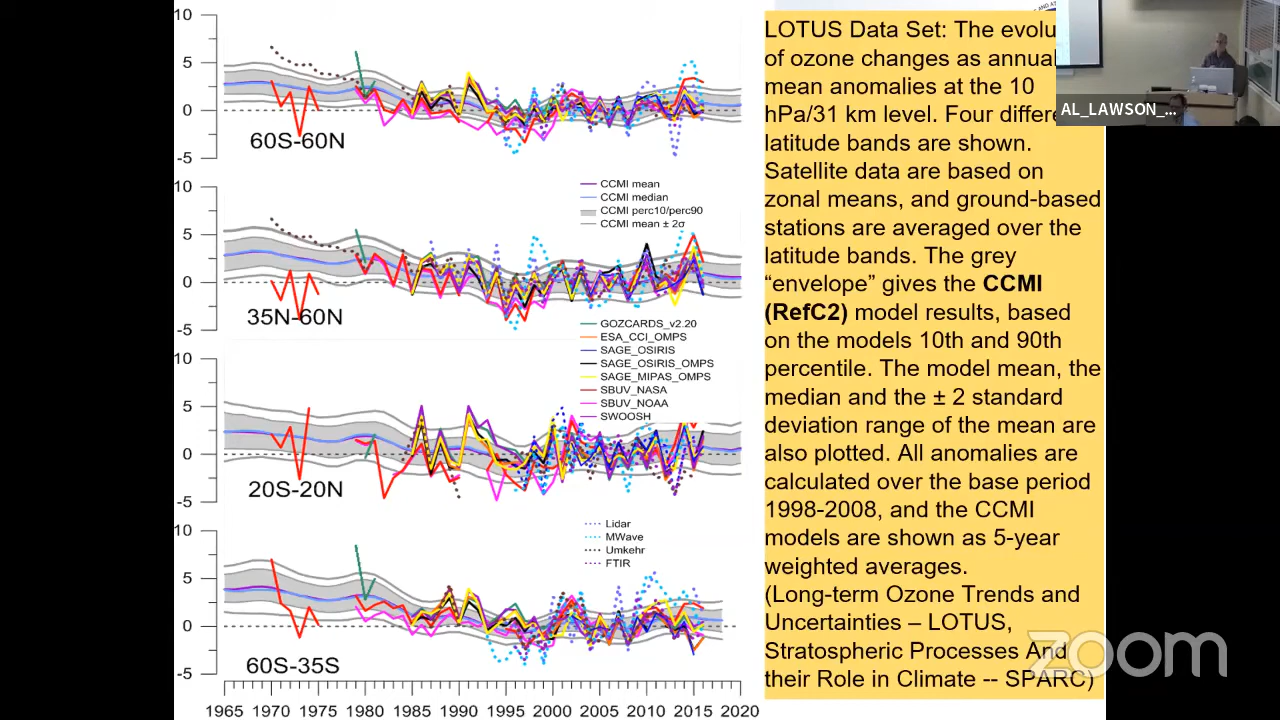 10
5
0
-5
60S-60N
CCMI mean
CCMI median
CCMI perc10/perc90
CCMI mean ± 2σ
10
5
0
-5
35N-60N
GOZCARDS_v2.20
ESA_CCI_OMPS
SAGE_OSIRIS
SAGE_OSIRIS_OMPS
SAGE_MIPAS_OMPS
SBUV_NASA
SBUV_NOAA
SWOOSH
10
5
0
-5
20S-20N
Lidar
MWave
Umkehr
FTIR
10
5
0
-5
60S-35S
1965 1970 1975 1980 1985 1990 1995 2000 2005 2010 2015 2020
LOTUS Data Set: The evolu
of ozone changes as annual
mean anomalies at the 10
hPa/31 km level. Four differe
latitude bands are shown.
Satellite data are based on
zonal means, and ground-based
stations are averaged over the
latitude bands. The grey
“envelope” gives the CCMI
(RefC2) model results, based
on the models 10th and 90th
percentile. The model mean, the
median and the ± 2 standard
deviation range of the mean are
also plotted. All anomalies are
calculated over the base period
1998-2008, and the CCMI
models are shown as 5-year
weighted averages.
(Long-term Ozone Trends and
Uncertainties – LOTUS,
Stratospheric Processes And
their Role in Climate -- SPARC)
AL_LAWSON_...
zoom